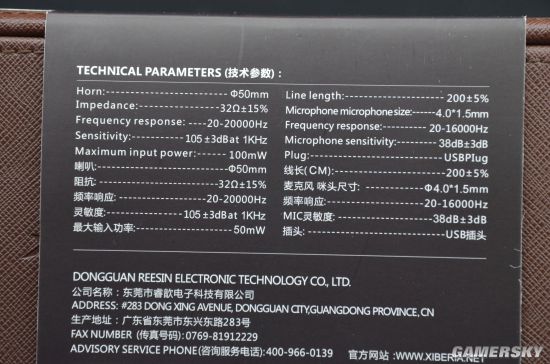 TECHNICAL PARAMETERS (技术参数) :
Horn: Φ50mm
Impedance: 32Ω±15%
Frequency response: 20-20000Hz
Sensitivity: 105 ±3dBat 1KHz
Maximum input power: 100mW
喇叭: Φ50mm
阻抗: 32Ω±15%
频率响应: 20-20000Hz
灵敏度: 105 ±3dBat 1KHz
最大输入功率: 50mW
Line length: 200±5%
Microphone microphone size: 4.0*1.5mm
Frequency response: 20-16000Hz
Microphone sensitivity: 38dB±3dB
Plug: USBPlug
线长(CM): 200±5%
麦克风 咪头尺寸: Φ4.0*1.5mm
频率响应: 20-16000Hz
MIC灵敏度: 38dB±3dB
插头: USB插头
DONGGUAN REESIN ELECTRONIC TECHNOLOGY CO., LTD.
公司名称: 东莞市睿歆电子科技有限公司
ADDRESS: #283 DONG XING AVENUE, DONGGUAN CITY,GUANGDONG PROVINCE, CN
生产地址: 广东省东莞市东兴东路283号
FAX NUMBER (传真号码):0769-81912229
ADVISORY SERVICE PHONE(咨询服务电话):400-966-0139 官方网站 :WWW.XIBERIA.NET
GAMERSKY